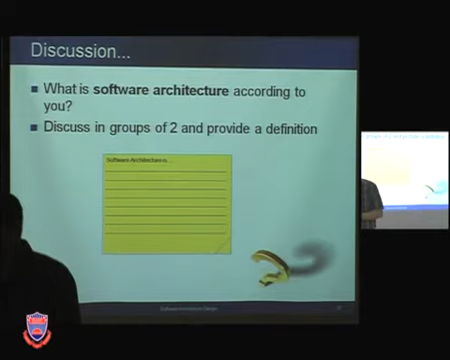 Discussion...
What is software architecture according to
you?
Discuss in groups of 2 and provide a definition
Software Architecture is...
Software Architecture Design